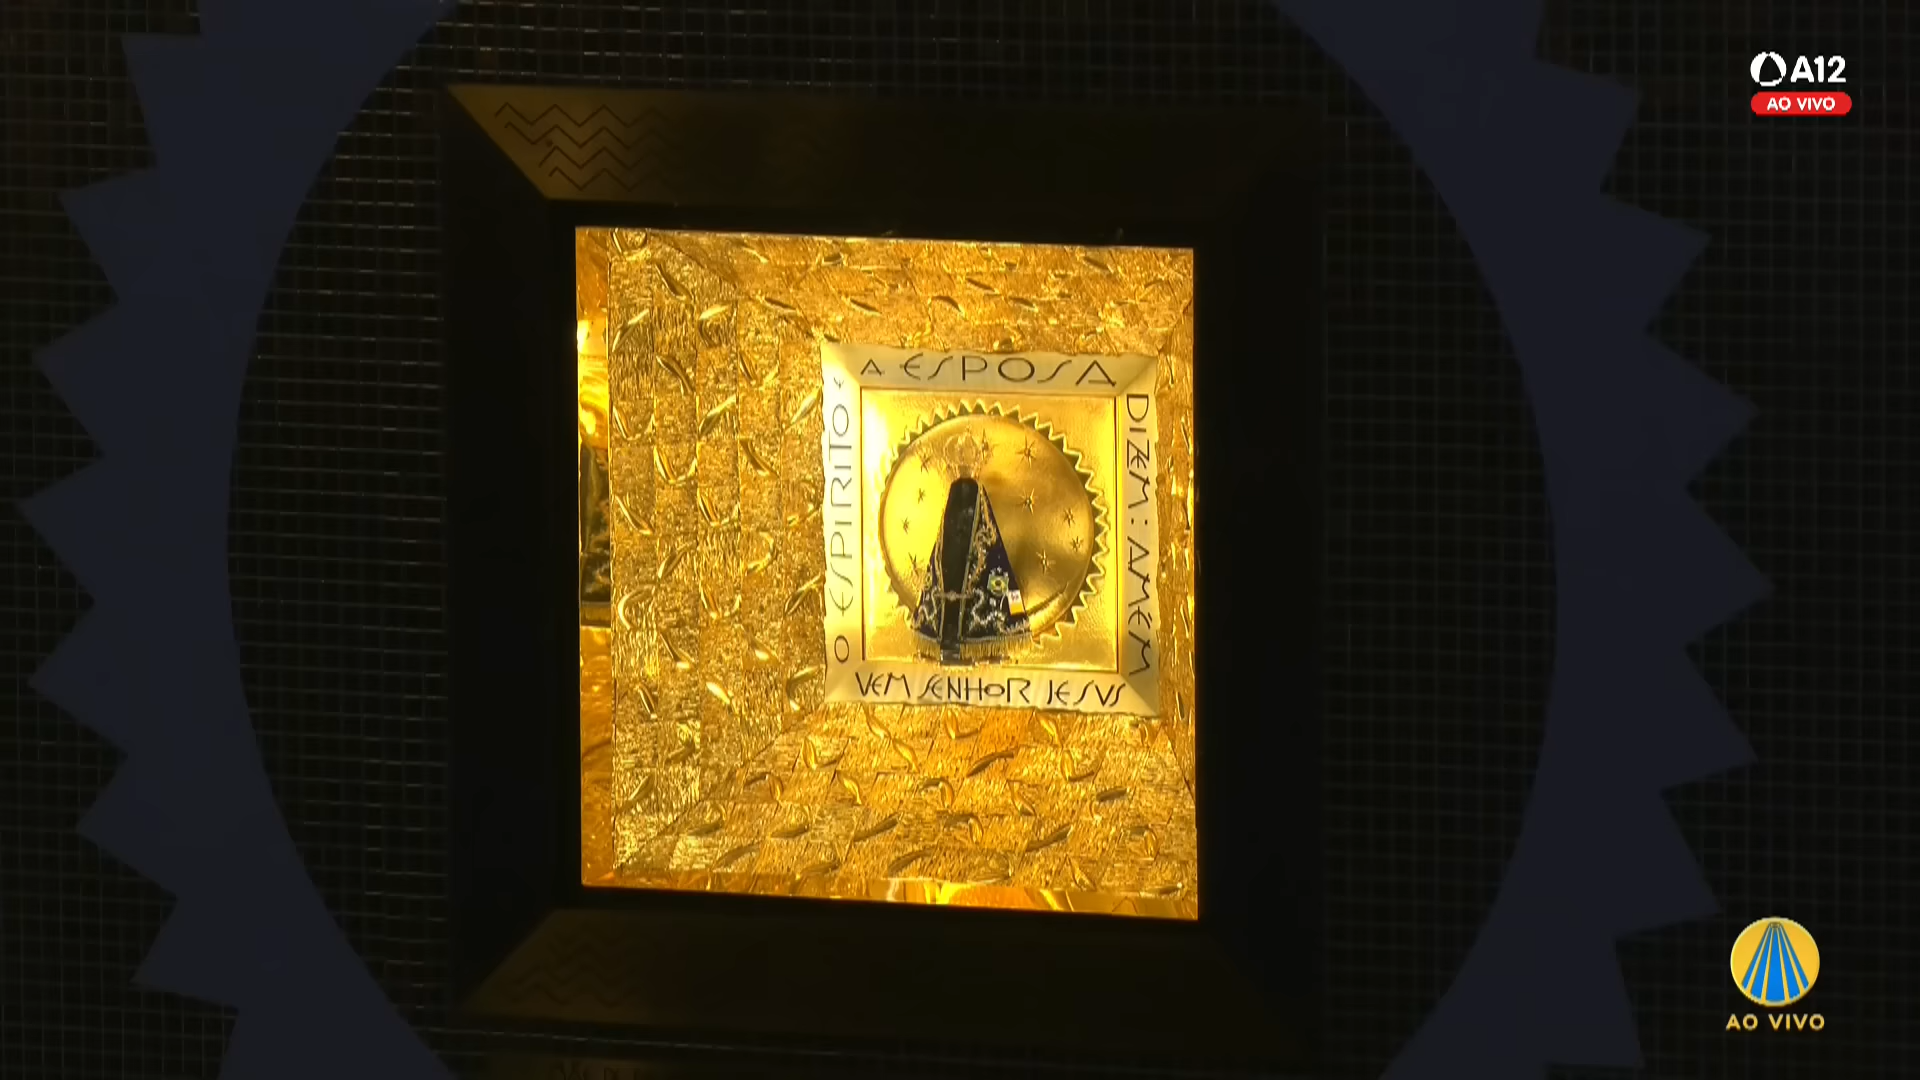 A12
AO VIVO
O ESPIRITO E
A ESPOSA
DIZEM: AMÉM
VEM SENHOR JESUS
AO VIVO